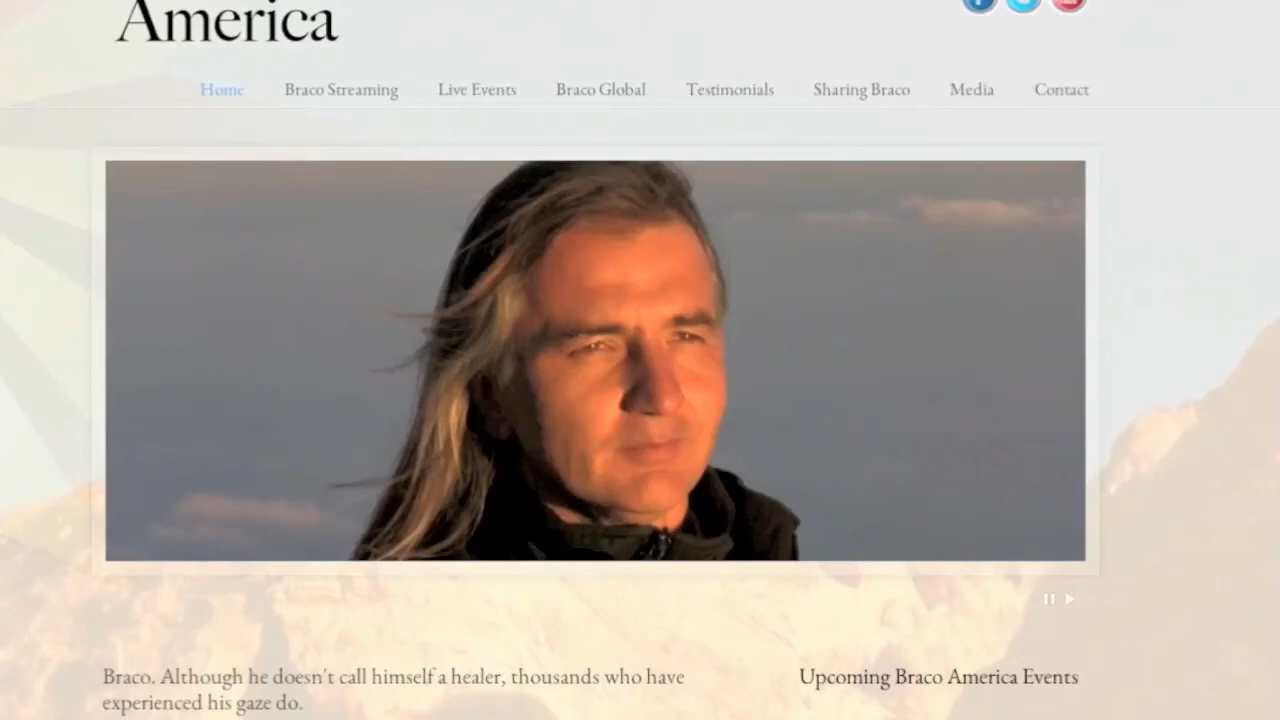 America
Home Braco Streaming Live Events Braco Global Testimonials Sharing Braco Media Contact
Braco. Although he doesn't call himself a healer, thousands who have
experienced his gaze do.
Upcoming Braco America Events